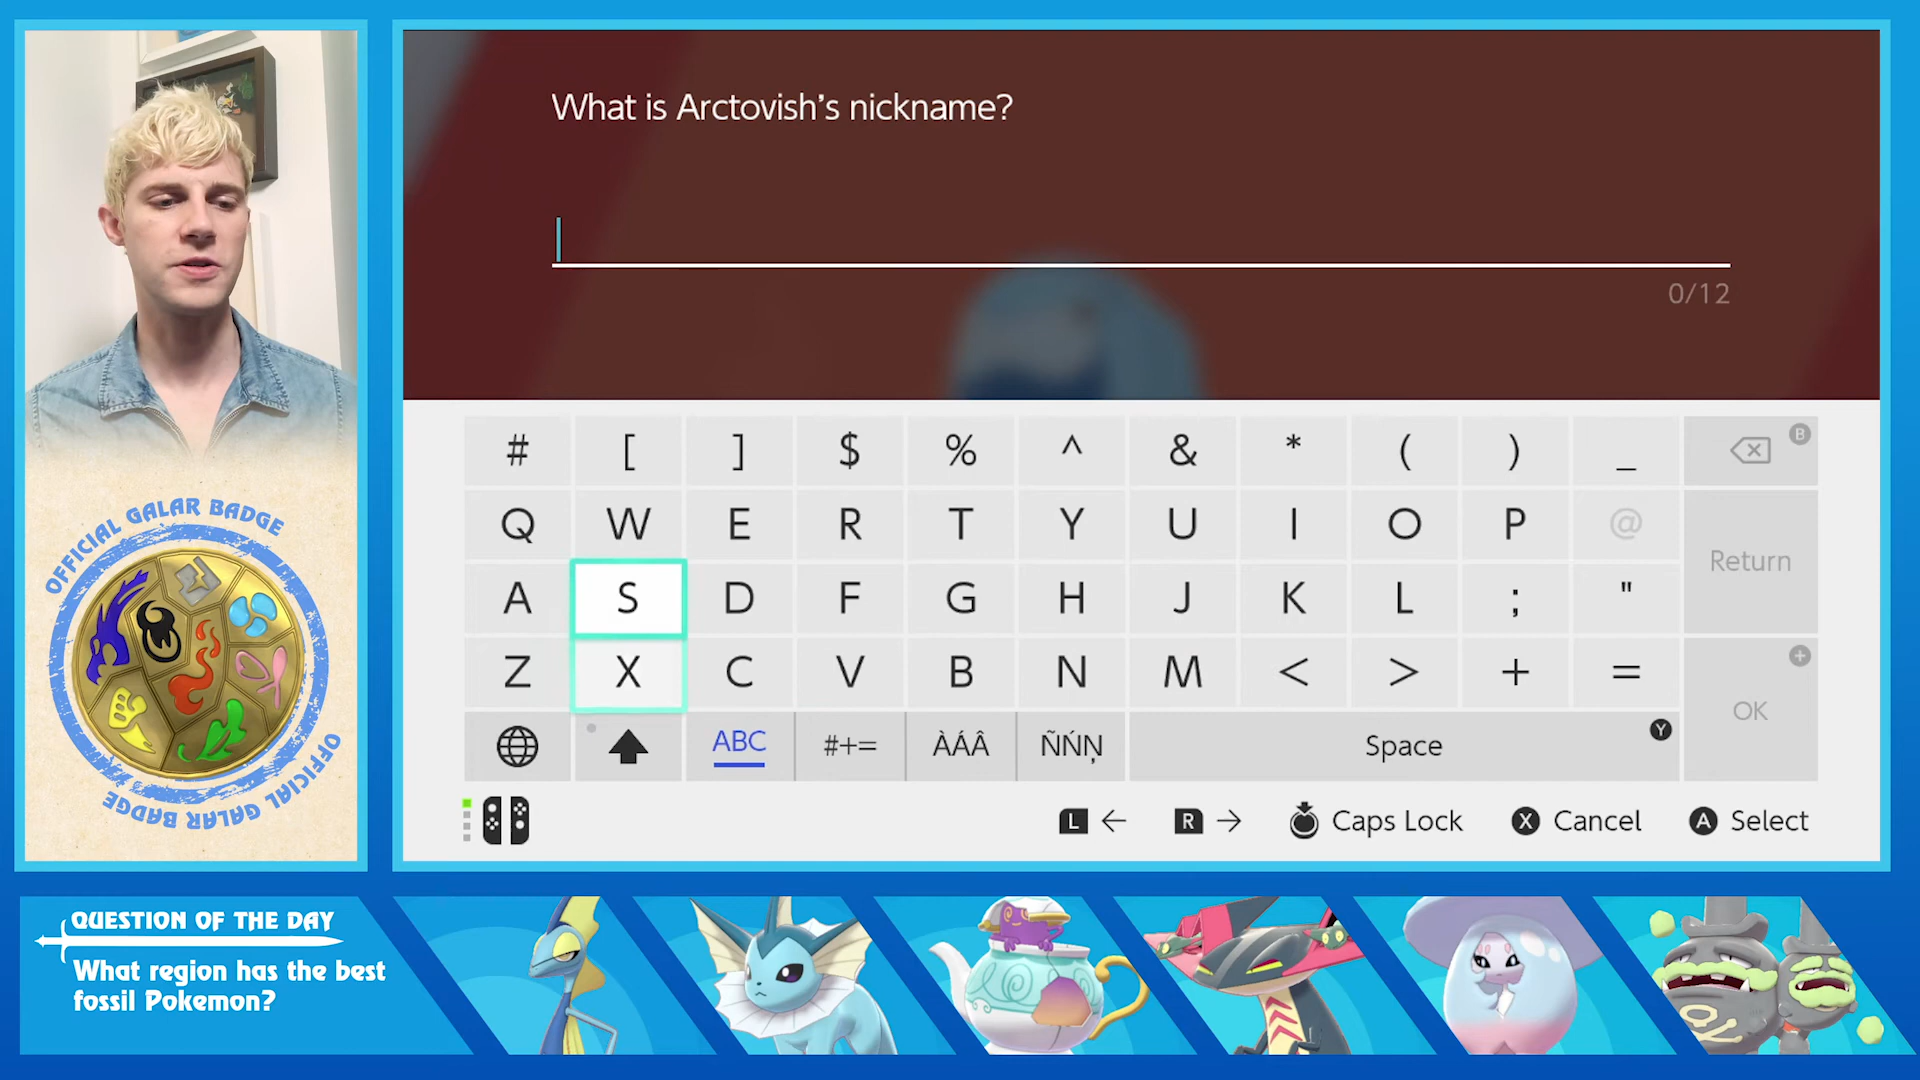 OFFICIAL GALAR BADGE
OFFICIAL GALAR BADGE
What is Arctovish's nickname?
0/12
# [ ] $ % ^ & * ( ) _ B
Q W E R T Y U I O P @ Return
A S D F G H J K L ; "
Z X C V B N M < > + = + OK
ABC #+= ÀÁÂ ÑŃŅ Space Y
L ← R → Caps Lock X Cancel A Select
QUESTION OF THE DAY
What region has the best
fossil Pokemon?